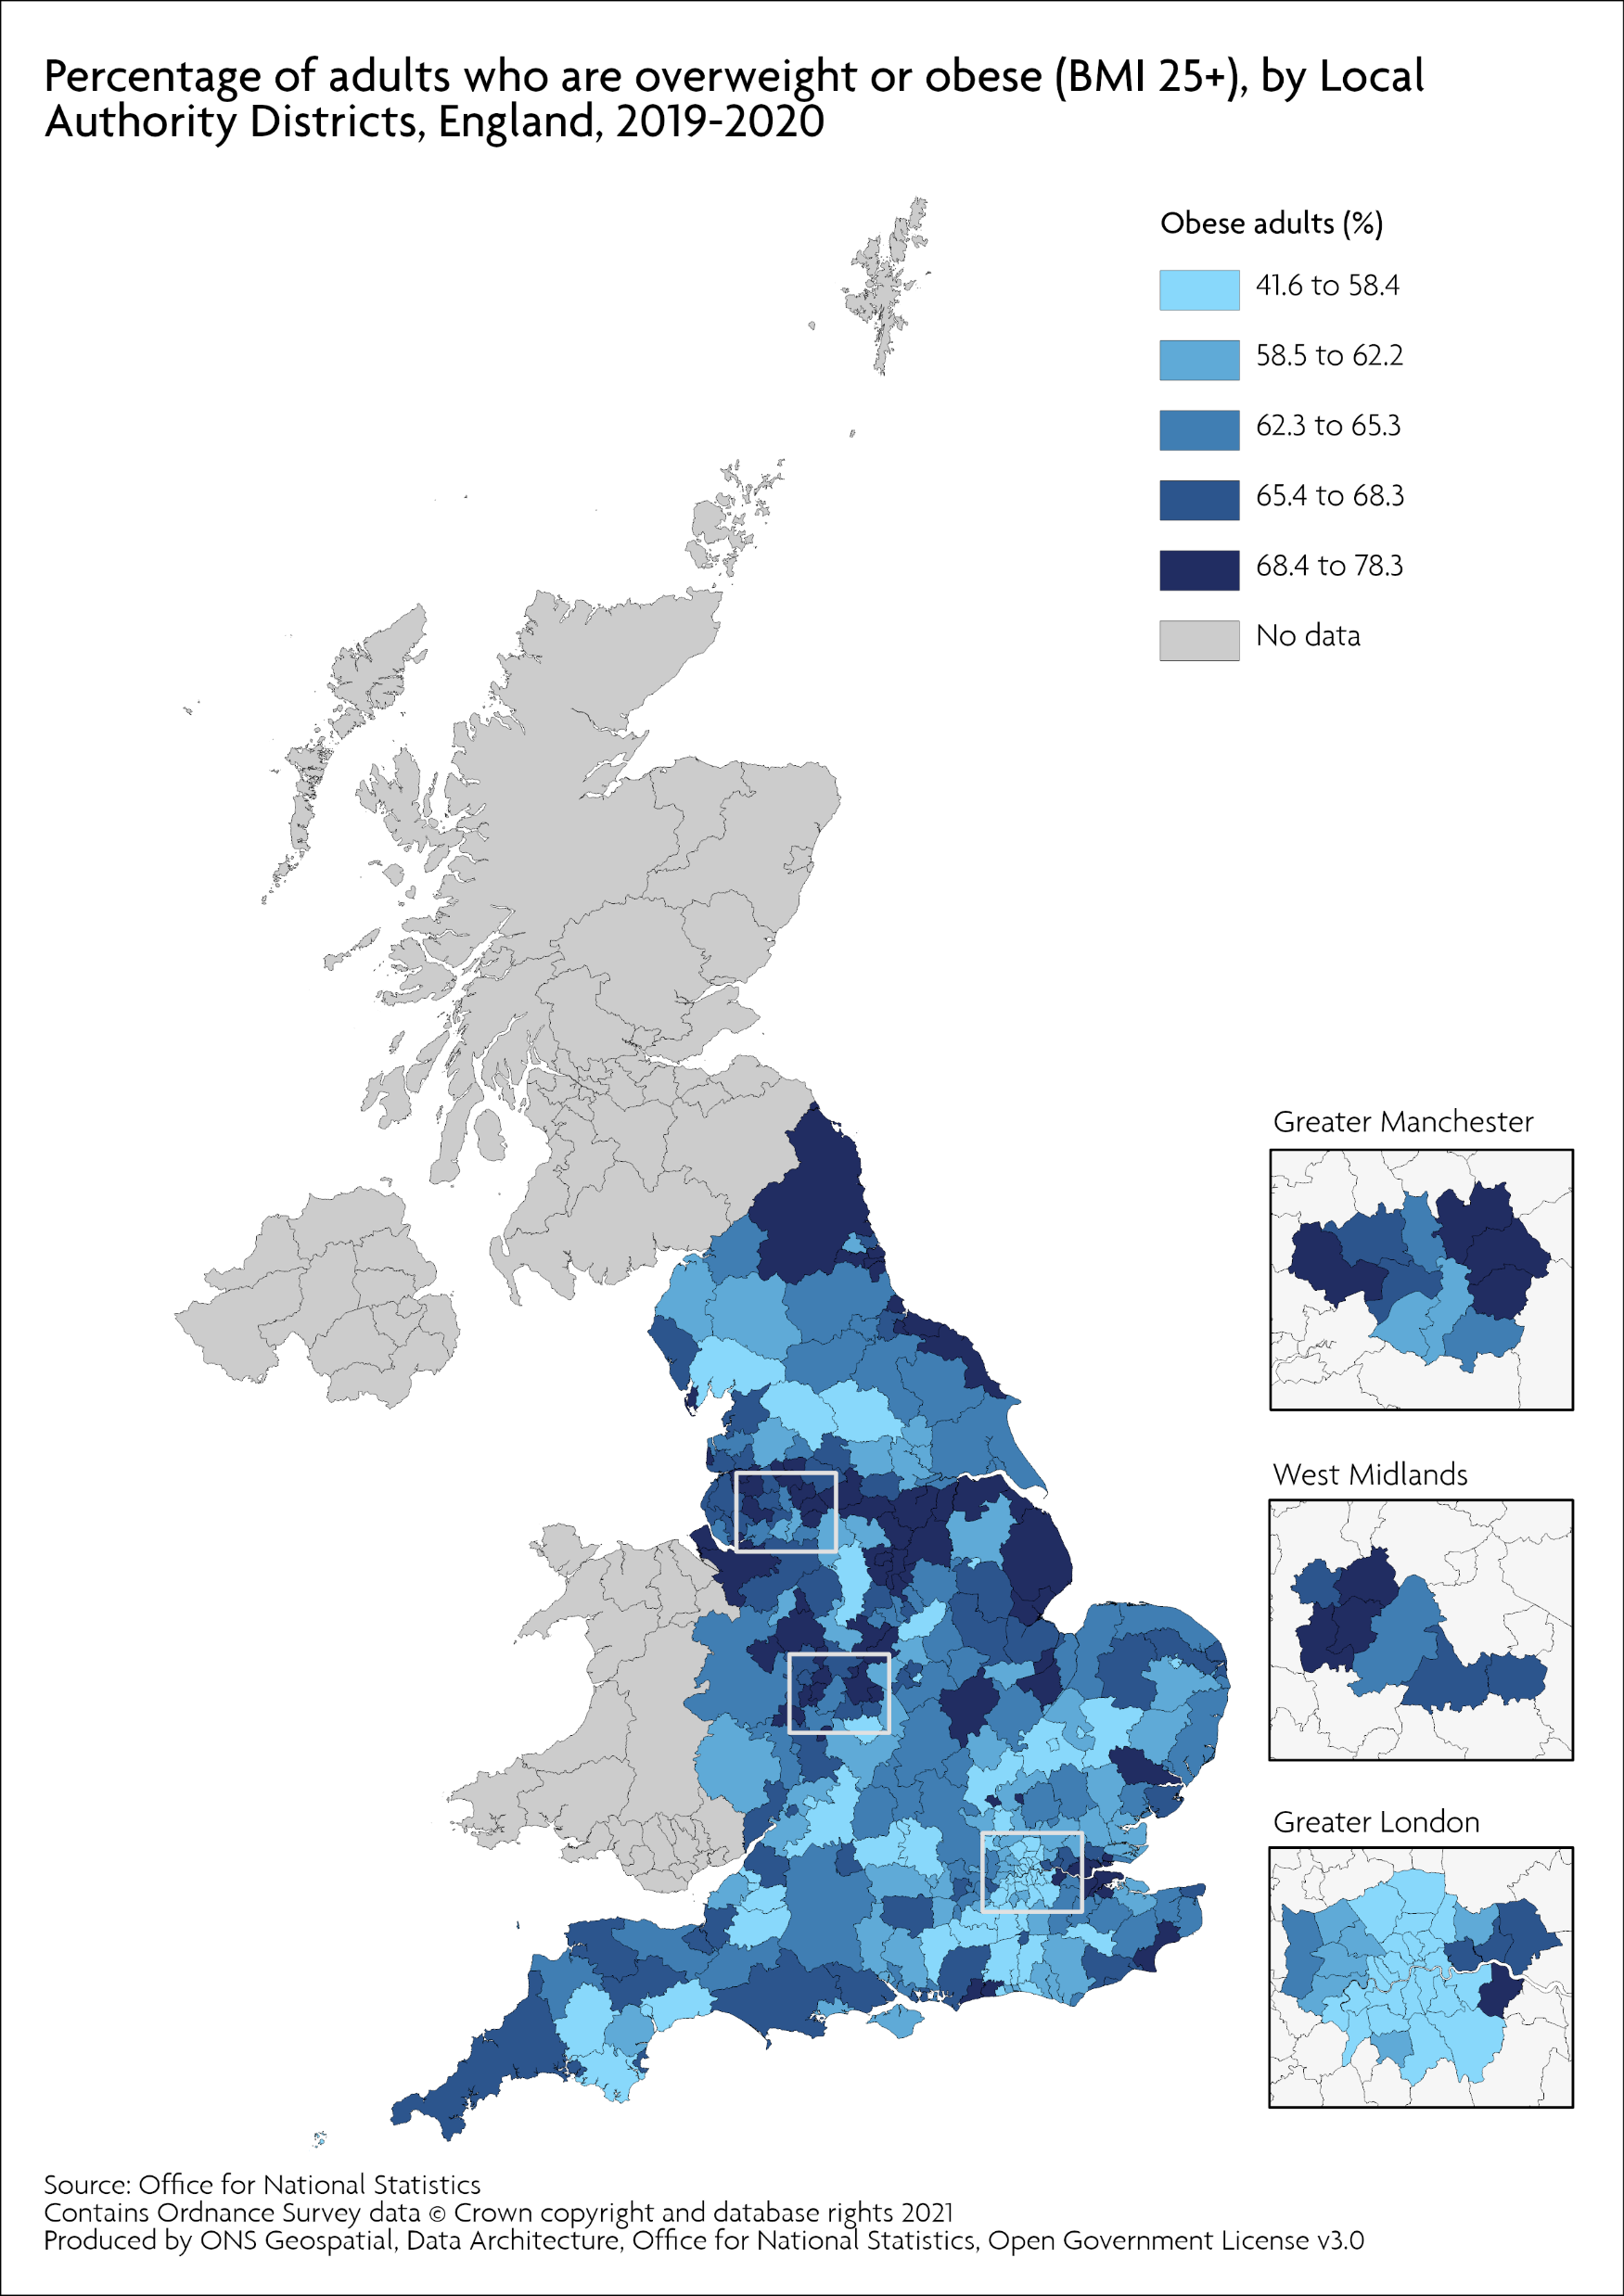 Percentage of adults who are overweight or obese (BMI 25+), by Local
Authority Districts, England, 2019-2020
Obese adults (%)
41.6 to 58.4
58.5 to 62.2
62.3 to 65.3
65.4 to 68.3
68.4 to 78.3
No data
Greater Manchester
West Midlands
Greater London
Source: Office for National Statistics
Contains Ordnance Survey data © Crown copyright and database rights 2021
Produced by ONS Geospatial, Data Architecture, Office for National Statistics, Open Government License v3.0